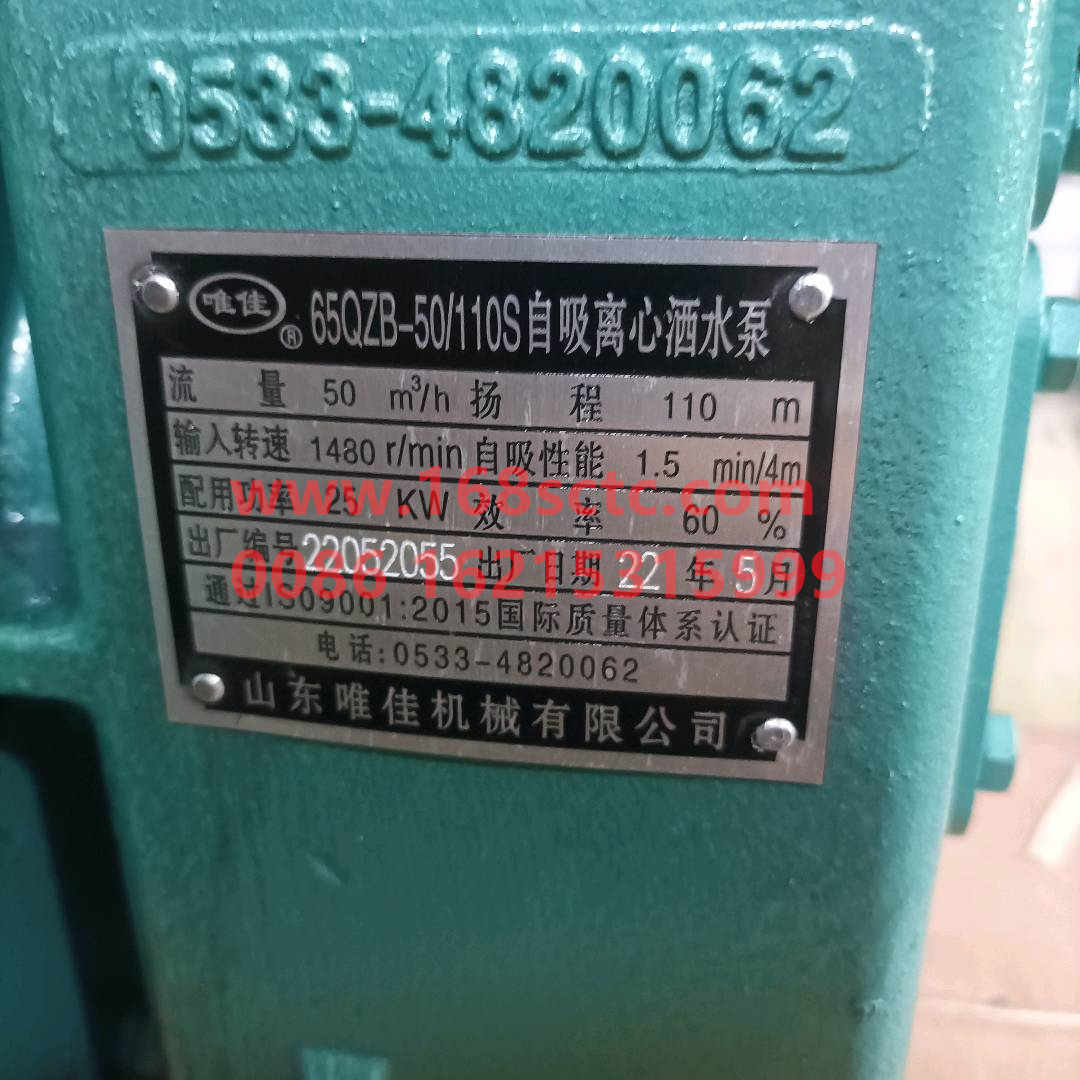 0533-4820062
唯佳 ® 65QZB-50/110S自吸离心洒水泵
流量 50 m³/h 扬程 110 m
输入转速 1480 r/min 自吸性能 1.5 min/4m
www.168sctc.com
配用功率 25 KW 效率 60 %
出厂编号 22052055 出厂日期 22 年 5 月
0086 16215315999
通过ISO9001:2015国际质量体系认证
电话:0533-4820062
山东唯佳机械有限公司